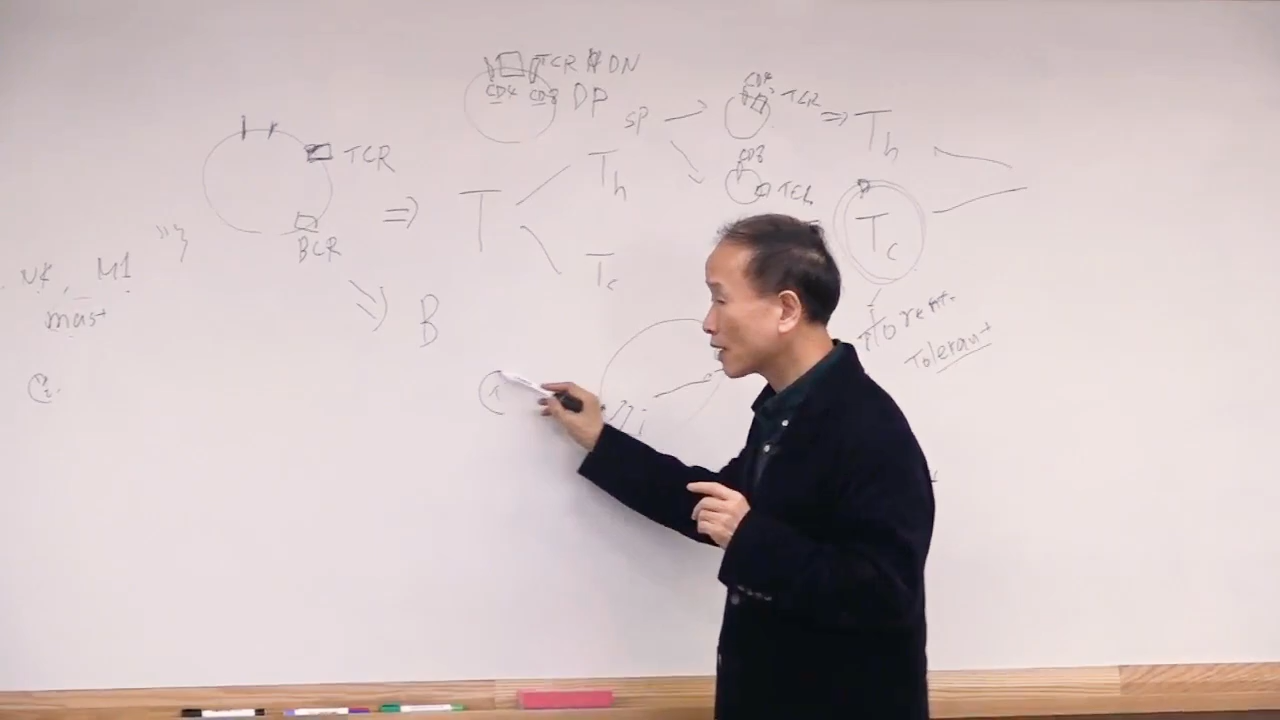 TCR DN
CD4 CD8 DP
SP
CD4
TCR
Th
CD8
TCR
TCR
T
Th
Tc
Tc
BCR
NK, M1
mast
B
Tolerant